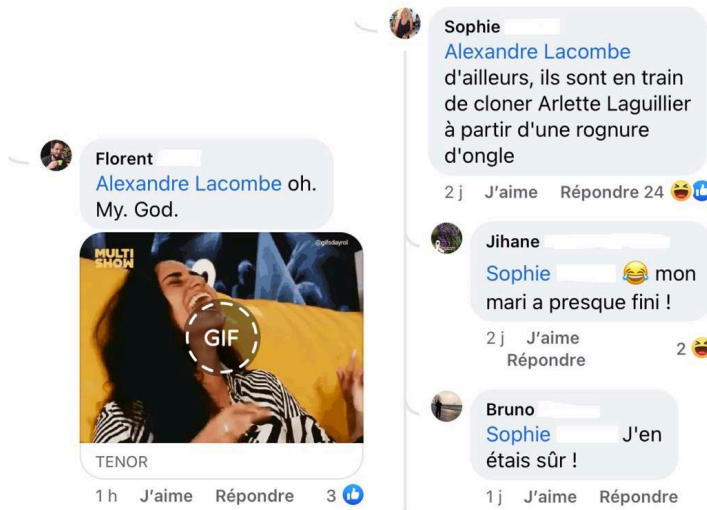 Florent
Alexandre Lacombe oh.
My. God.
MULTI
SHOW
@gifsdayrol
GIF
TENOR
1 h J'aime Répondre 3
Sophie
Alexandre Lacombe
d'ailleurs, ils sont en train
de cloner Arlette Laguillier
à partir d'une rognure
d'ongle
2 j J'aime Répondre 24
Jihane
Sophie 😂 mon
mari a presque fini !
2 j J'aime
Répondre
2
Bruno
Sophie J'en
étais sûr !
1 j J'aime Répondre